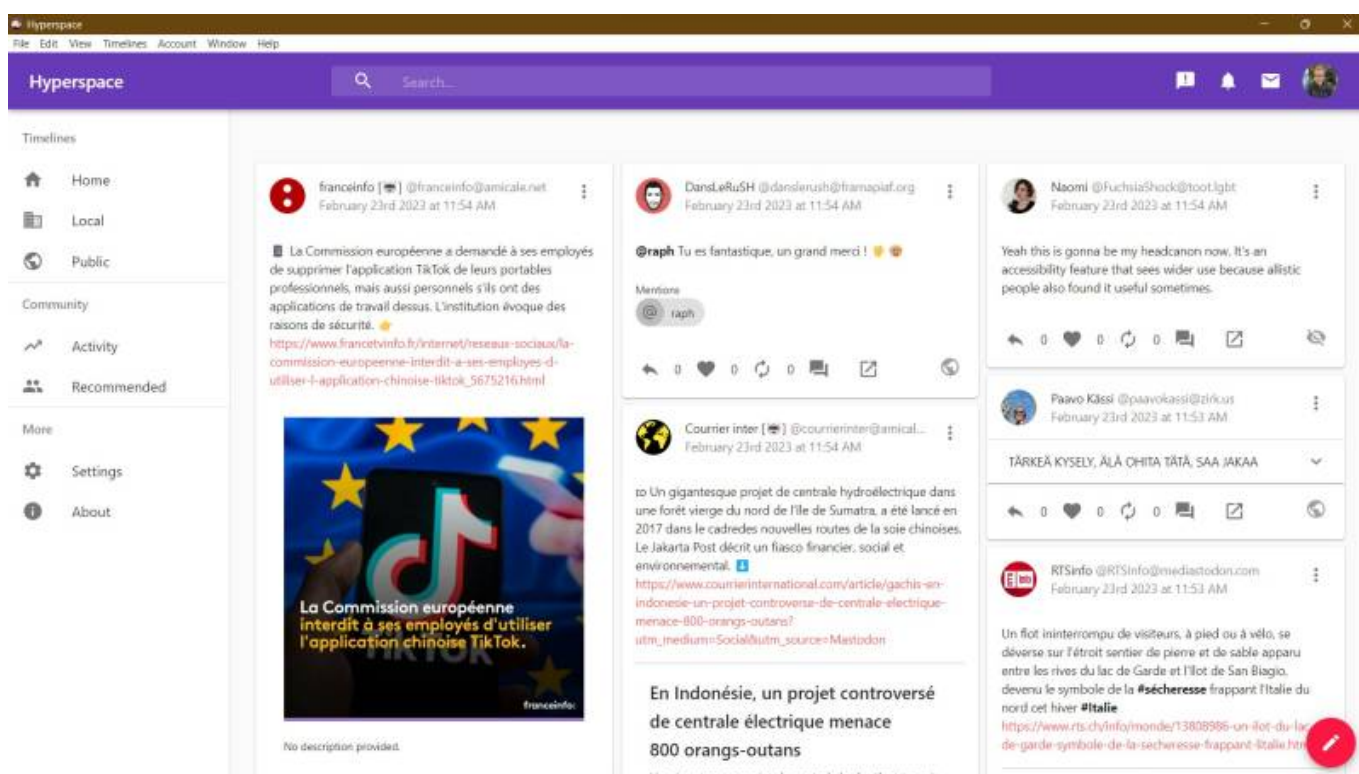 Hyperspace
File Edit View Timelines Account Window Help
Hyperspace
Search...
Timelines
Home
Local
Public
Community
Activity
Recommended
More
Settings
About
franceinfo [] @franceinfo@amicale.net
February 23rd 2023 at 11:54 AM
La Commission européenne a demandé à ses employés
de supprimer l'application TikTok de leurs portables
professionnels, mais aussi personnels s'ils ont des
applications de travail dessus. L'institution évoque des
raisons de sécurité. 👉
https://www.francetvinfo.fr/internet/reseaux-sociaux/la-
commission-europeenne-interdit-a-ses-employes-d-
utiliser-l-application-chinoise-tiktok_5675216.html
La Commission européenne
interdit à ses employés d'utiliser
l'application chinoise TikTok.
TIKTOK
franceinfo:
No description provided.
DansLeRuSH @danslerush@framapiaf.org
February 23rd 2023 at 11:54 AM
@raph Tu es fantastique, un grand merci !
Mentions
@ raph
0 0 0
Courrier inter [] @courrierinter@amical...
February 23rd 2023 at 11:54 AM
Un gigantesque projet de centrale hydroélectrique dans
une forêt vierge du nord de l'île de Sumatra, a été lancé en
2017 dans le cadredes nouvelles routes de la soie chinoises.
Le Jakarta Post décrit un fiasco financier, social et
environnemental. ⬇️
https://www.courrierinternational.com/article/gachis-en-
indonesie-un-projet-controverse-de-centrale-electrique-
menace-800-orangs-outans?
utm_medium=Social&utm_source=Mastodon
En Indonésie, un projet controversé
de centrale électrique menace
800 orangs-outans
Naomi @FuchsiaShock@toot.lgbt
February 23rd 2023 at 11:54 AM
Yeah this is gonna be my headcanon now. It's an
accessibility feature that sees wider use because allistic
people also found it useful sometimes.
0 0 0
Paavo Kässi @paavokassi@zirk.us
February 23rd 2023 at 11:53 AM
TÄRKEÄ KYSELY, ÄLÄ OHITA TÄTÄ, SAA JAKAA
0 0 0
RTSinfo @RTSInfo@mediastodon.com
February 23rd 2023 at 11:53 AM
Un flot ininterrompu de visiteurs, à pied ou à vélo, se
déverse sur l'étroit sentier de pierre et de sable apparu
entre les rives du lac de Garde et l'îlot de San Biagio,
devenu le symbole de la #sécheresse frappant l'Italie du
nord cet hiver #Italie
https://www.rts.ch/info/monde/13808986-un-ilot-du-lac
de-garde-symbole-de-la-secheresse-frappant-litalie.htm